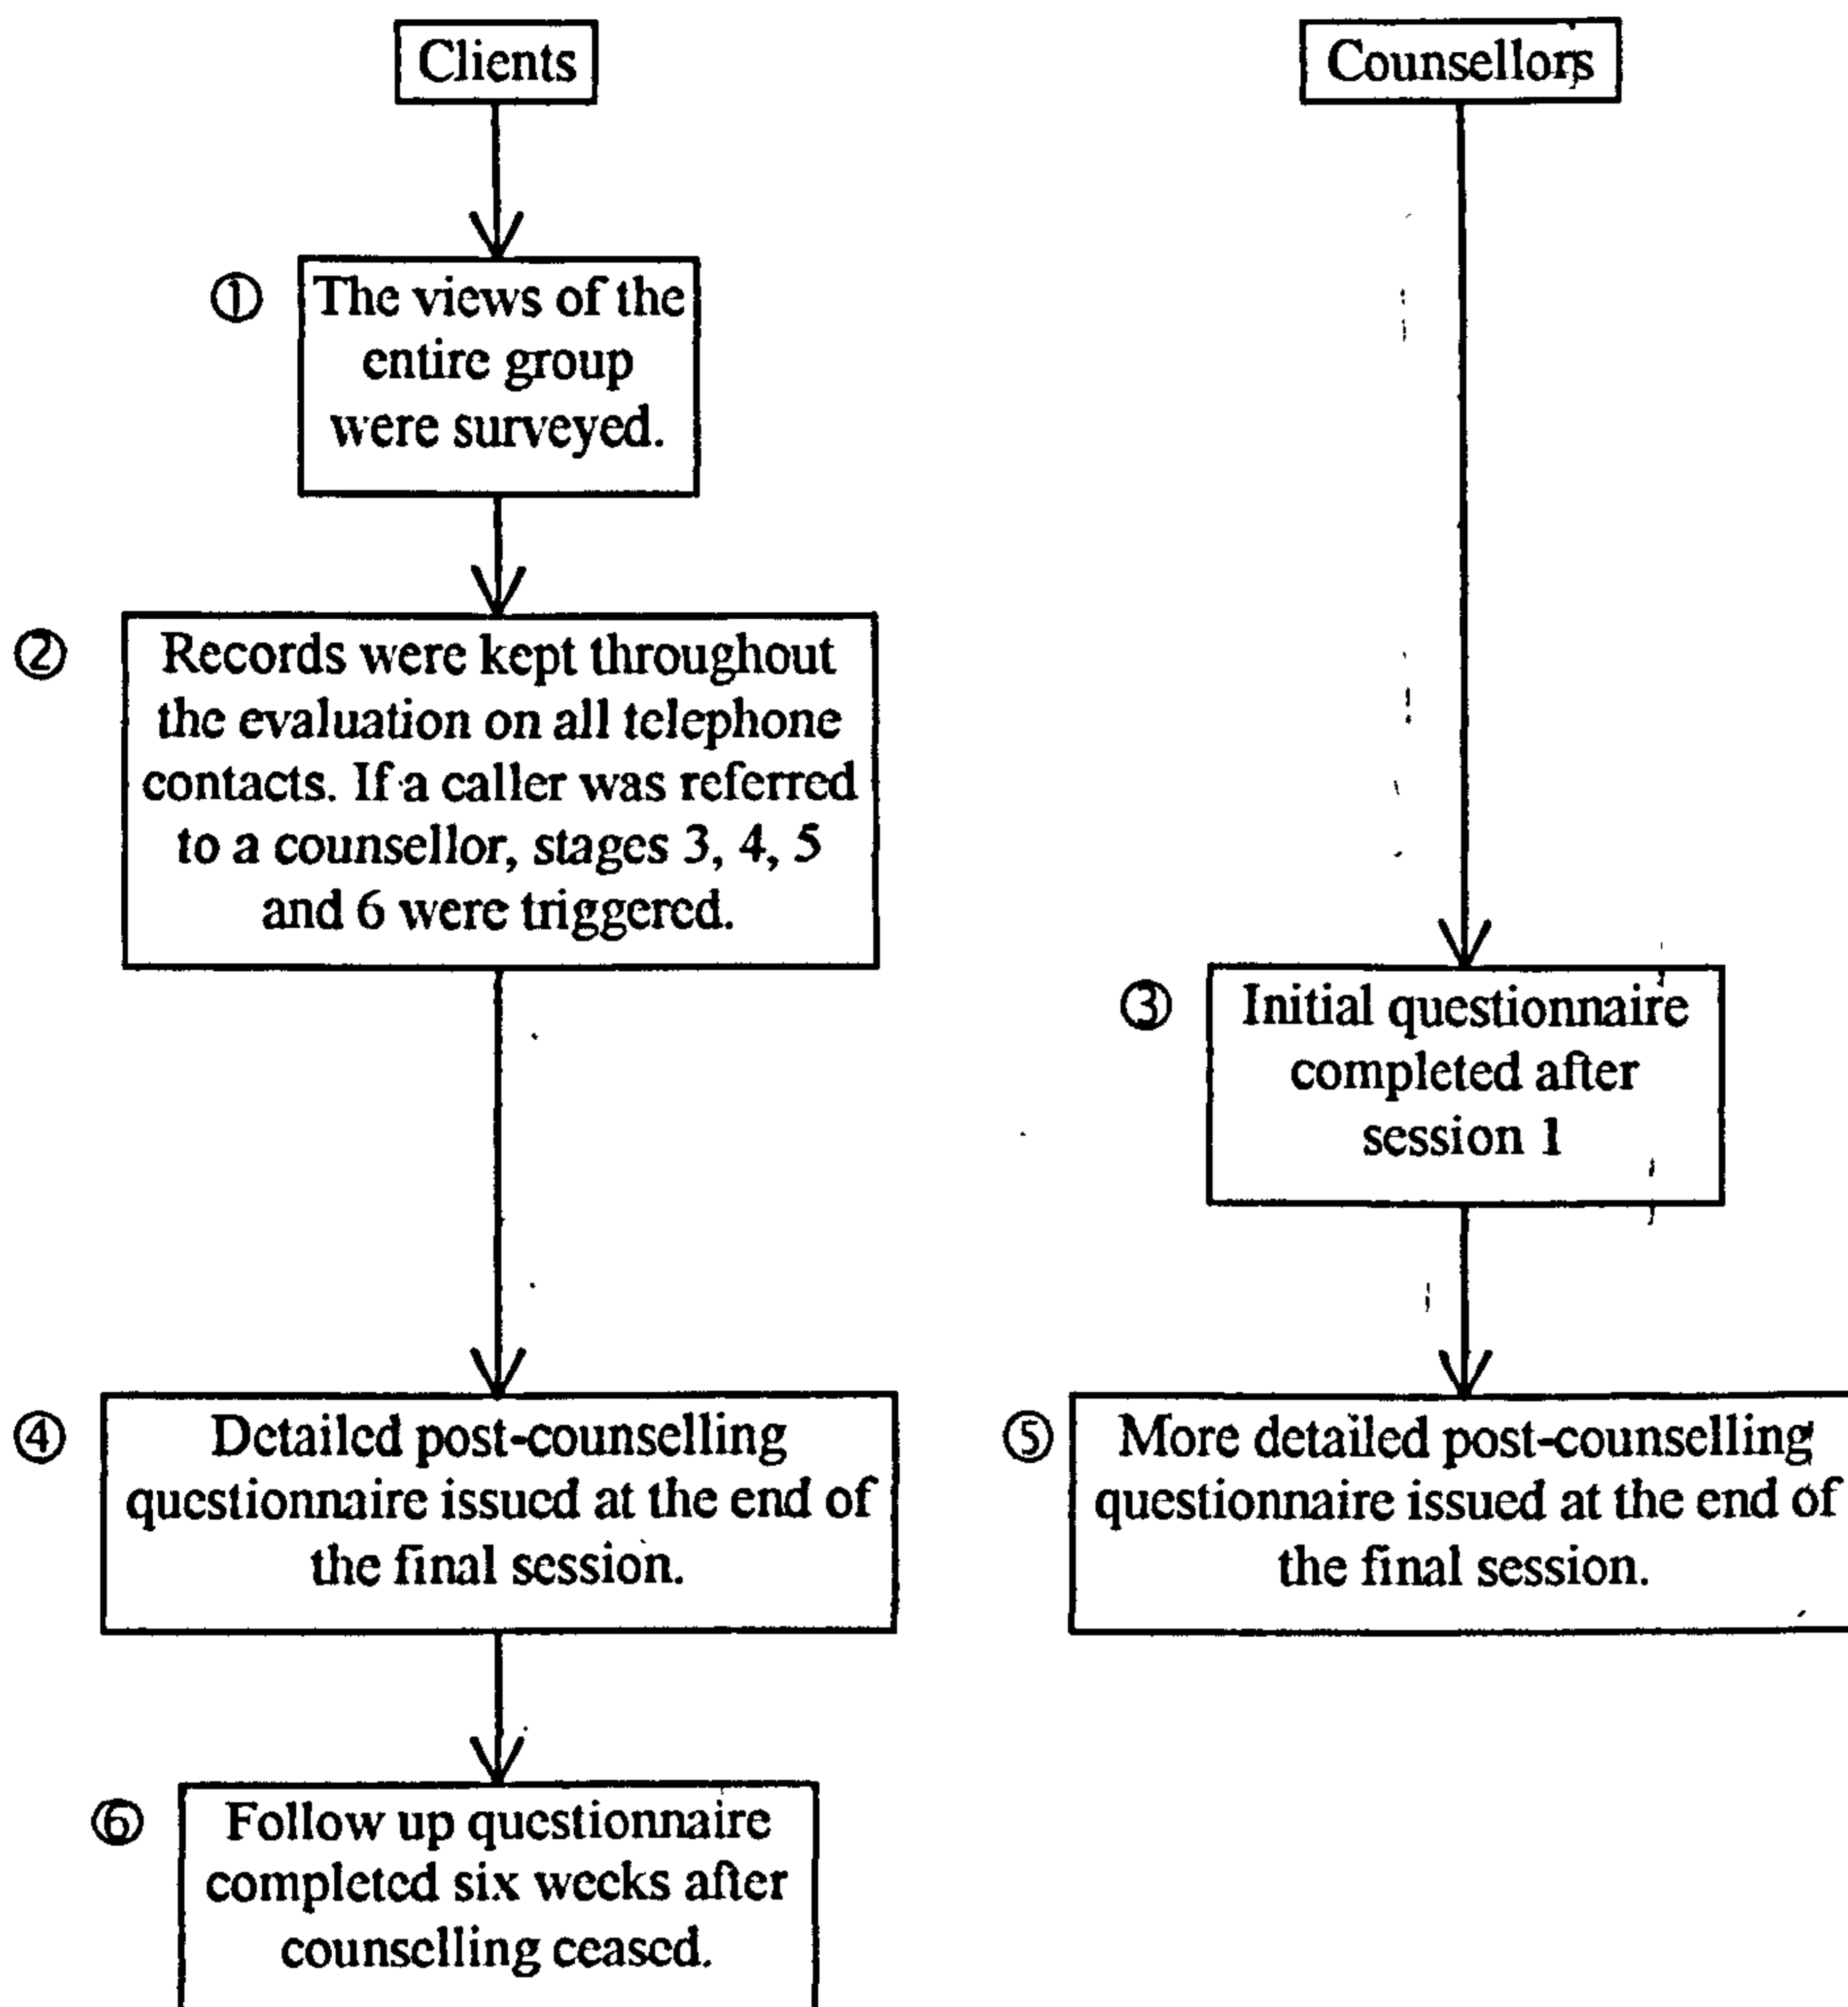 Clients
Counsellors
① The views of the
entire group
were surveyed.
② Records were kept throughout
the evaluation on all telephone
contacts. If a caller was referred
to a counsellor, stages 3, 4, 5
and 6 were triggered.
③ Initial questionnaire
completed after
session 1
④ Detailed post-counselling
questionnaire issued at the end of
the final session.
⑤ More detailed post-counselling
questionnaire issued at the end of
the final session.
⑥ Follow up questionnaire
completed six weeks after
counselling ceased.